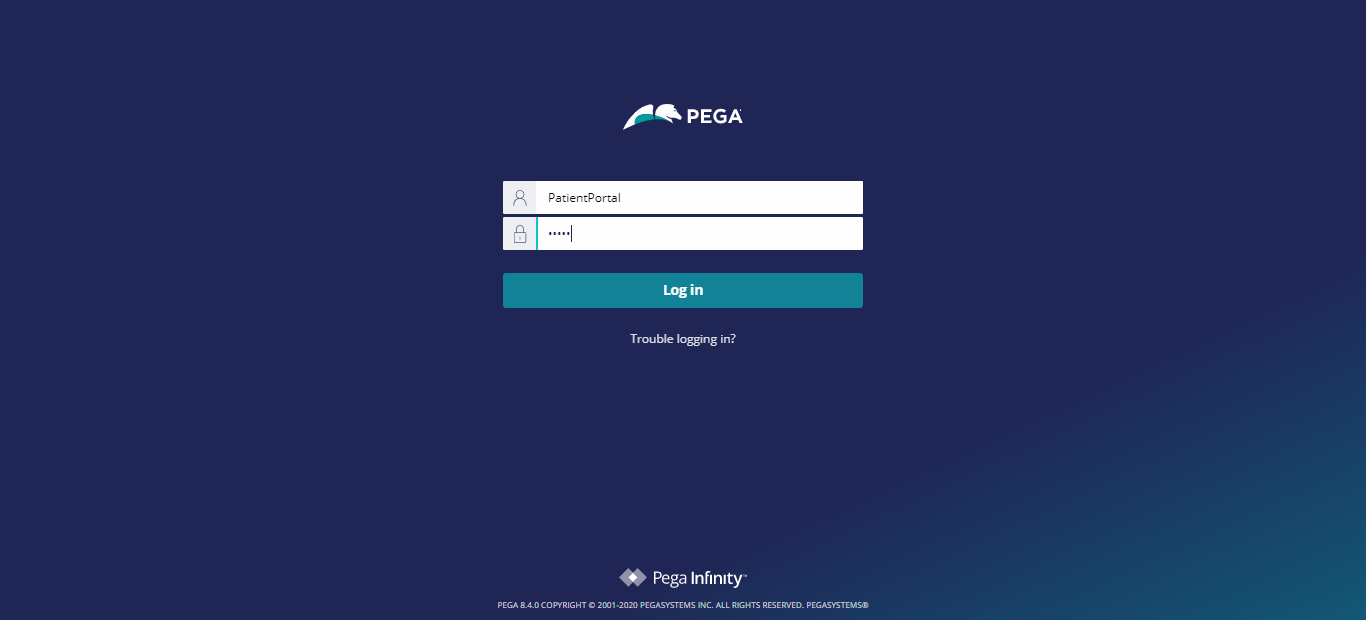 PEGA
PatientPortal
•••••
Log in
Trouble logging in?
Pega Infinity™
PEGA 8.4.0 COPYRIGHT © 2001-2020 PEGASYSTEMS INC. ALL RIGHTS RESERVED. PEGASYSTEMS®